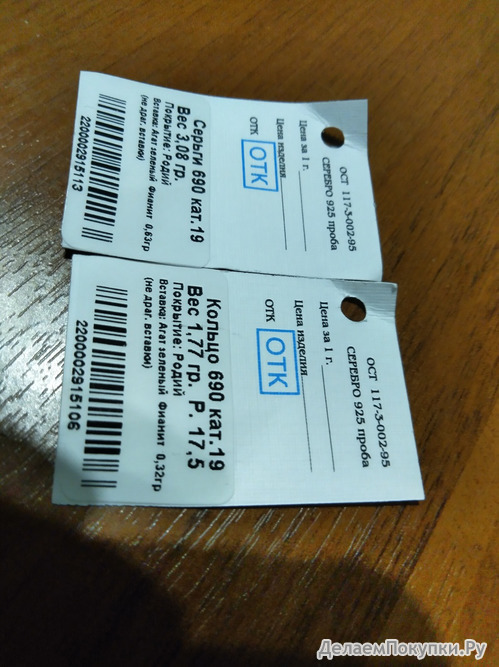 ОСТ 117-3-002-95
СЕРЕБРО 925 проба
Цена за 1 г.
Цена изделия
ОТК
ОТК
Серьги 690 кат.19
Вес 3,08 гр.
Покрытие: Родий
Вставка: Агат зеленый Фианит 0,63гр
(не драг. вставки)
2200002915113
ОСТ 117-3-002-95
СЕРЕБРО 925 проба
Цена за 1 г.
Цена изделия
ОТК
ОТК
Кольцо 690 кат.19
Вес 1,77 гр. Р. 17,5
Покрытие: Родий
Вставка: Агат зеленый Фианит 0,32гр
(не драг. вставки)
2200002915106
ДелаемПокупки.Ру